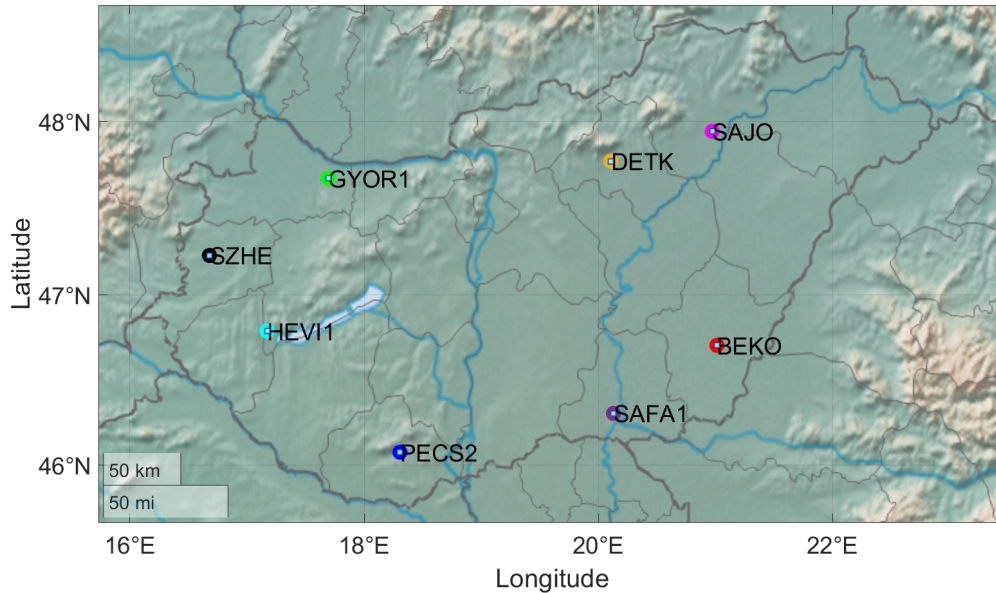 48°N
SAJO
DETK
GYOR1
SZHE
47°N
HEVI1
BEKO
SAFA1
PECS2
46°N
50 km
50 mi
16°E 18°E 20°E 22°E
Longitude
Latitude